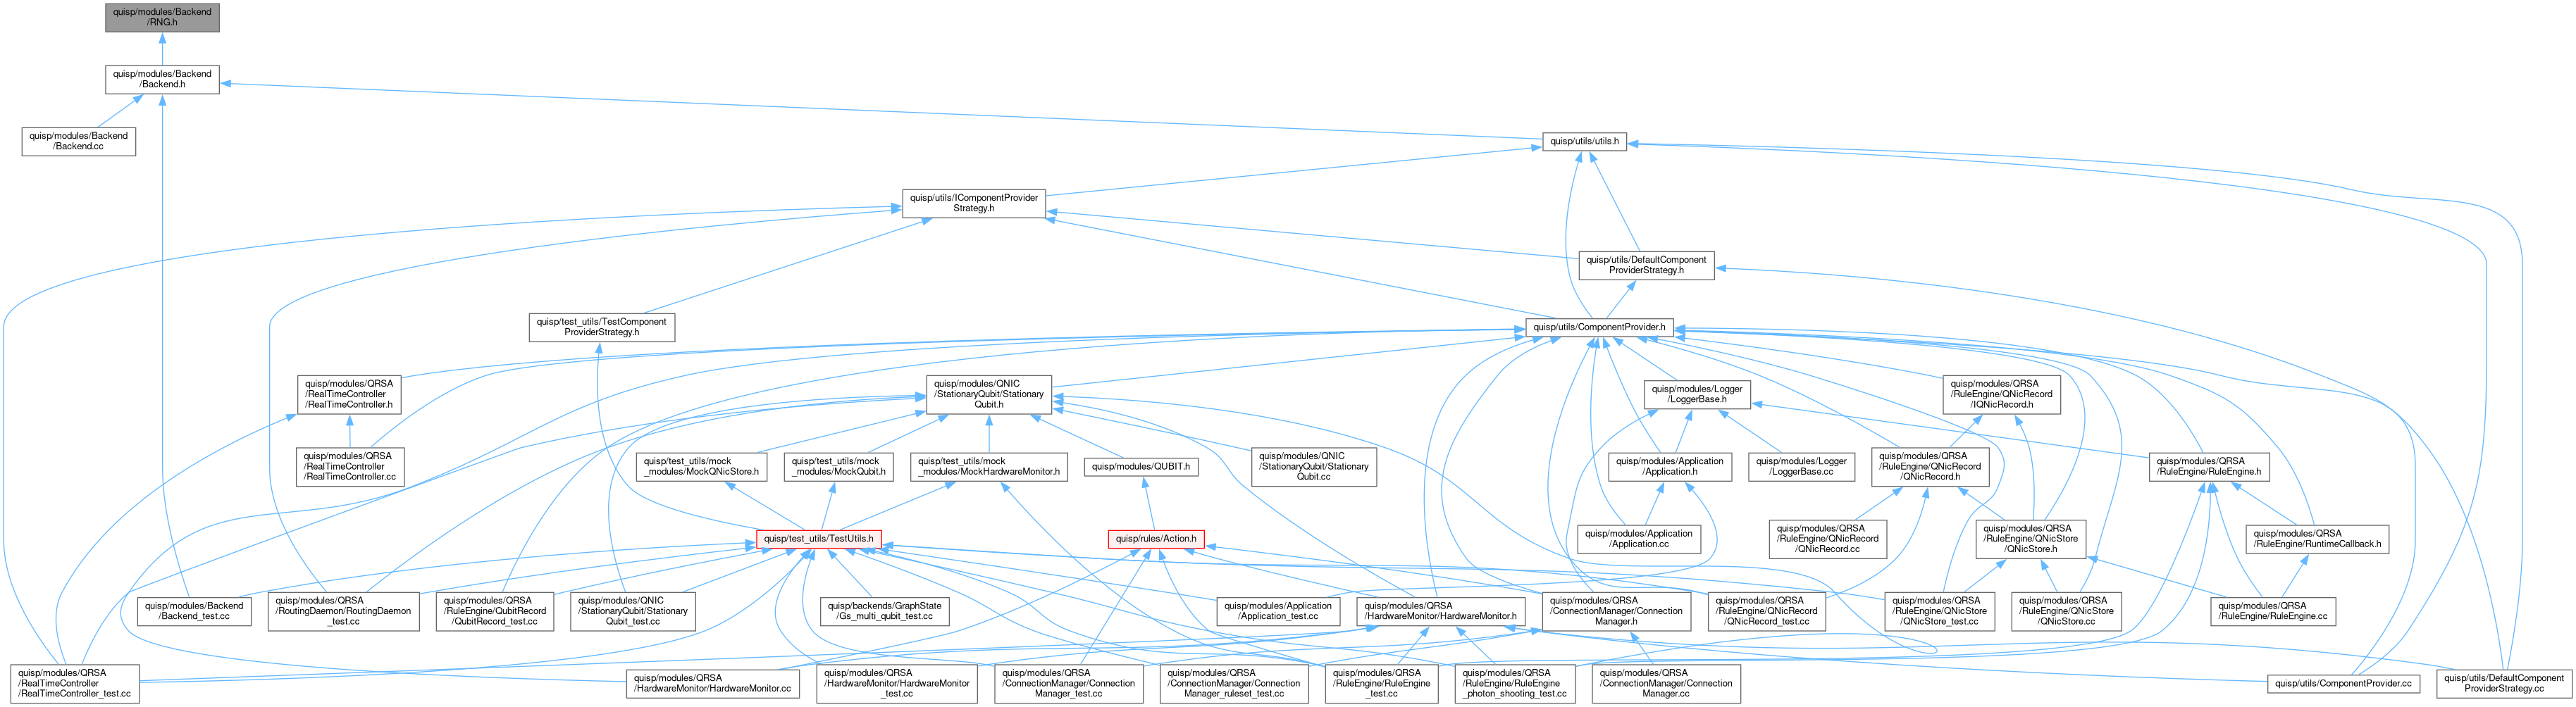 quisp/modules/Backend
/RNG.h
quisp/modules/Backend
/Backend.h
quisp/modules/Backend
/Backend.cc
quisp/utils/utils.h
quisp/utils/IComponentProvider
Strategy.h
quisp/utils/DefaultComponent
ProviderStrategy.h
quisp/test_utils/TestComponent
ProviderStrategy.h
quisp/utils/ComponentProvider.h
quisp/modules/QRSA
/RealTimeController
/RealTimeController.h
quisp/modules/QNIC
/StationaryQubit/Stationary
Qubit.h
quisp/modules/Logger
/LoggerBase.h
quisp/modules/QRSA
/RuleEngine/QNicRecord
/IQNicRecord.h
quisp/modules/QRSA
/RealTimeController
/RealTimeController.cc
quisp/test_utils/mock
_modules/MockQNicStore.h
quisp/test_utils/mock
_modules/MockQubit.h
quisp/test_utils/mock
_modules/MockHardwareMonitor.h
quisp/modules/QUBIT.h
quisp/modules/QNIC
/StationaryQubit/Stationary
Qubit.cc
quisp/modules/Application
/Application.h
quisp/modules/Logger
/LoggerBase.cc
quisp/modules/QRSA
/RuleEngine/QNicRecord
/QNicRecord.h
quisp/modules/QRSA
/RuleEngine/RuleEngine.h
quisp/test_utils/TestUtils.h
quisp/rules/Action.h
quisp/modules/Application
/Application.cc
quisp/modules/QRSA
/RuleEngine/QNicRecord
/QNicRecord.cc
quisp/modules/QRSA
/RuleEngine/QNicStore
/QNicStore.h
quisp/modules/QRSA
/RuleEngine/RuntimeCallback.h
quisp/modules/Backend
/Backend_test.cc
quisp/modules/QRSA
/RoutingDaemon/RoutingDaemon
_test.cc
quisp/modules/QRSA
/RuleEngine/QubitRecord
/QubitRecord_test.cc
quisp/modules/QNIC
/StationaryQubit/Stationary
Qubit_test.cc
quisp/backends/GraphState
/Gs_multi_qubit_test.cc
quisp/modules/Application
/Application_test.cc
quisp/modules/QRSA
/HardwareMonitor/HardwareMonitor.h
quisp/modules/QRSA
/ConnectionManager/Connection
Manager.h
quisp/modules/QRSA
/RuleEngine/QNicRecord
/QNicRecord_test.cc
quisp/modules/QRSA
/RuleEngine/QNicStore
/QNicStore_test.cc
quisp/modules/QRSA
/RuleEngine/QNicStore
/QNicStore.cc
quisp/modules/QRSA
/RuleEngine/RuleEngine.cc
quisp/modules/QRSA
/RealTimeController
/RealTimeController_test.cc
quisp/modules/QRSA
/HardwareMonitor/HardwareMonitor.cc
quisp/modules/QRSA
/HardwareMonitor/HardwareMonitor
_test.cc
quisp/modules/QRSA
/ConnectionManager/Connection
Manager_test.cc
quisp/modules/QRSA
/ConnectionManager/Connection
Manager_ruleset_test.cc
quisp/modules/QRSA
/RuleEngine/RuleEngine
_test.cc
quisp/modules/QRSA
/RuleEngine/RuleEngine
_photon_shooting_test.cc
quisp/modules/QRSA
/ConnectionManager/Connection
Manager.cc
quisp/utils/ComponentProvider.cc
quisp/utils/DefaultComponent
ProviderStrategy.cc